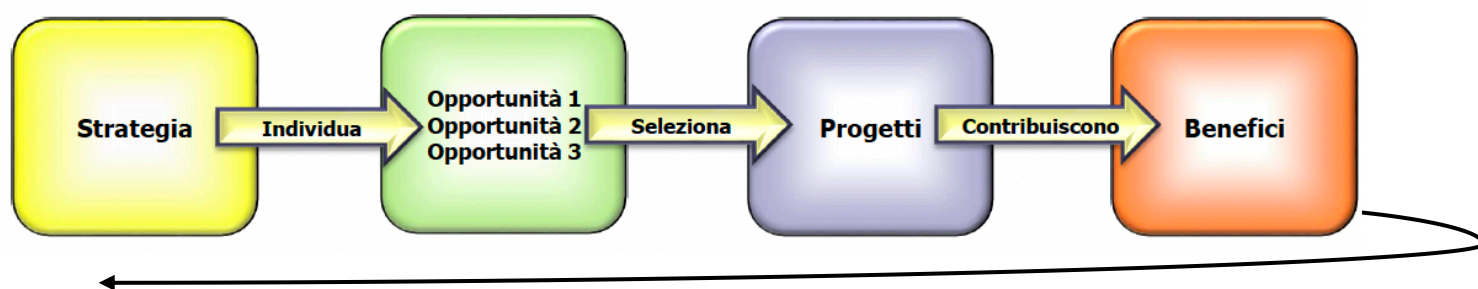 Strategia
Individua
Opportunità 1
Opportunità 2
Opportunità 3
Seleziona
Progetti
Contribuiscono
Benefici